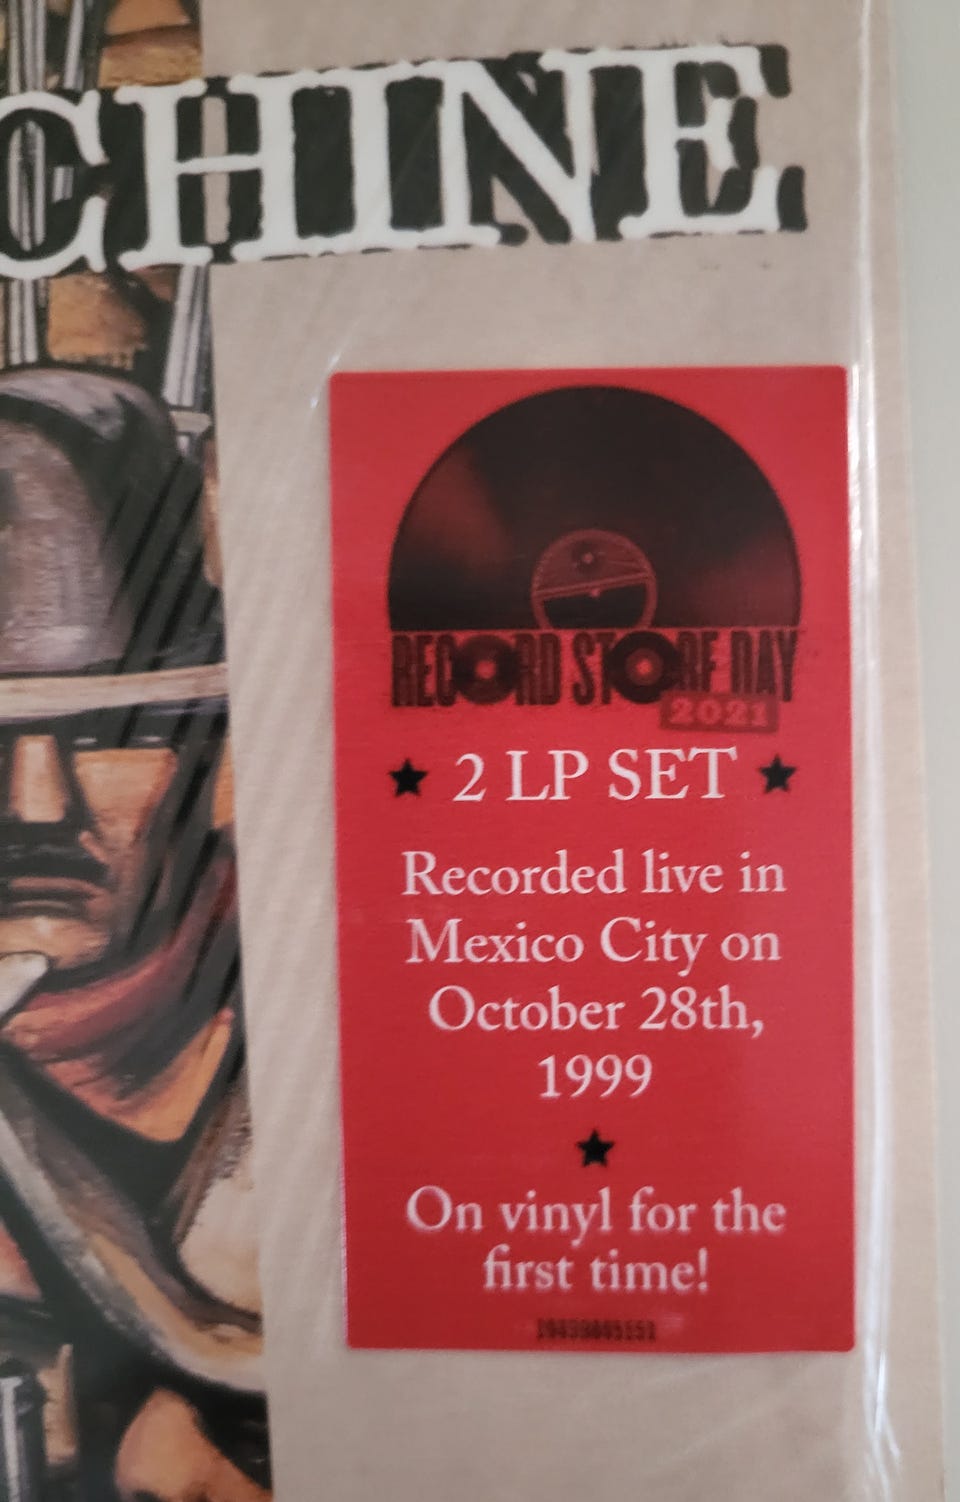 CHINE
RECORD STORE DAY
2021
2 LP SET
Recorded live in
Mexico City on
October 28th,
1999
On vinyl for the
first time!